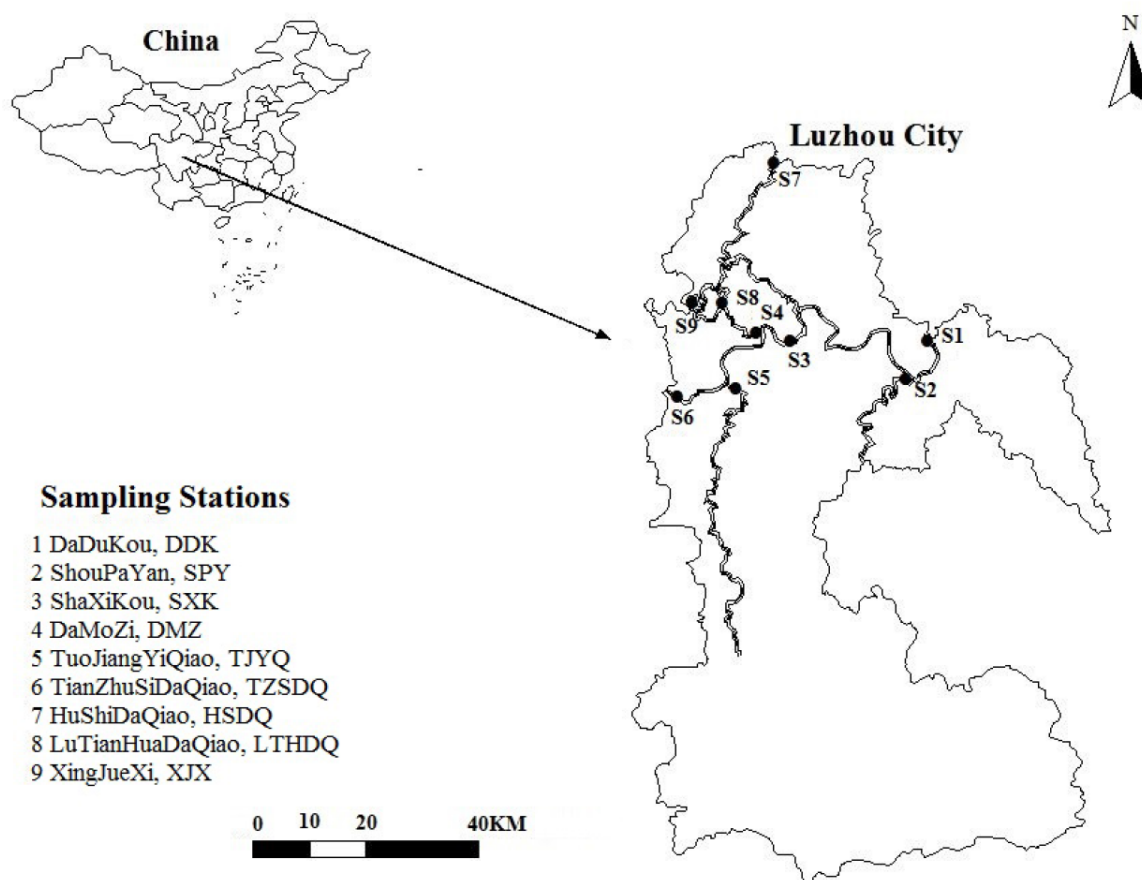 China
N
Luzhou City
S7
S8
S9
S4
S3
S1
S5
S2
S6
Sampling Stations
1 DaDuKou, DDK
2 ShouPaYan, SPY
3 ShaXiKou, SXK
4 DaMoZi, DMZ
5 TuoJiangYiQiao, TJYQ
6 TianZhuSiDaQiao, TZSDQ
7 HuShiDaQiao, HSDQ
8 LuTianHuaDaQiao, LTHDQ
9 XingJueXi, XJX
0 10 20 40KM